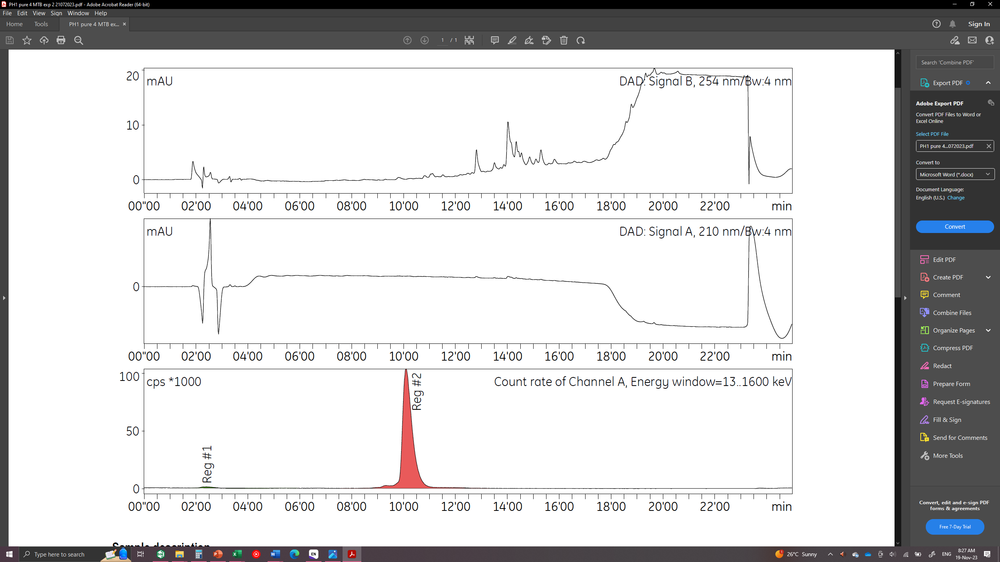 PH1 pure 4 MTB exp 2 21072023.pdf - Adobe Acrobat Reader (64-bit)
File Edit View Sign Window Help
Home Tools PH1 pure 4 MTB ex... ×
Sign In
1 / 1
20
mAU
DAD: Signal B, 254 nm/Bw:4 nm
10
0
00"00 02'00 04'00 06'00 08'00 10'00 12'00 14'00 16'00 18'00 20'00 22'00 min
mAU
DAD: Signal A, 210 nm/Bw:4 nm
0
00"00 02'00 04'00 06'00 08'00 10'00 12'00 14'00 16'00 18'00 20'00 22'00 min
100
cps *1000
Reg #2
Count rate of Channel A, Energy window=13..1600 keV
50
Reg #1
0
00"00 02'00 04'00 06'00 08'00 10'00 12'00 14'00 16'00 18'00 20'00 22'00 min
Sample description
Search 'Combine PDF'
Export PDF
Adobe Export PDF
Convert PDF Files to Word or
Excel Online
Select PDF File
PH1 pure 4...072023.pdf
Convert to
Microsoft Word (*.docx)
Document Language:
English (U.S.) Change
Convert
Edit PDF
Create PDF
Comment
Combine Files
Organize Pages
Compress PDF
Redact
Prepare Form
Request E-signatures
Fill & Sign
Send for Comments
More Tools
Convert, edit and e-sign PDF
forms & agreements
Free 7-Day Trial
Type here to search
EN
1
26°C Sunny
ENG
8:27 AM
19-Nov-23